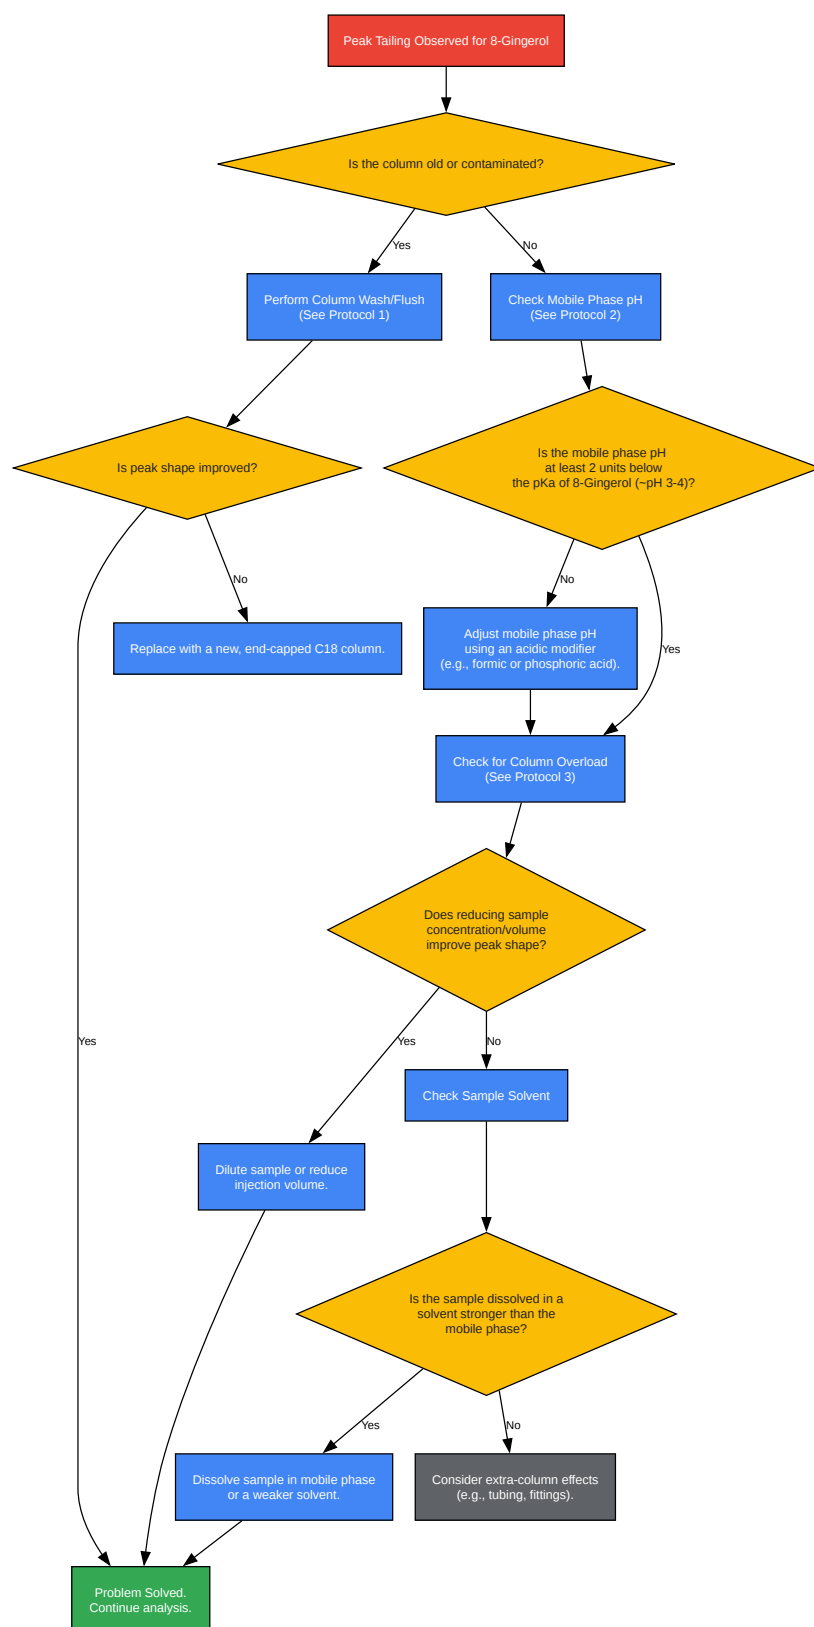 Peak Tailing Observed for 8-Gingerol
Is the column old or contaminated?
Yes
No
Perform Column Wash/Flush
(See Protocol 1)
Check Mobile Phase pH
(See Protocol 2)
Is peak shape improved?
Is the mobile phase pH
at least 2 units below
the pKa of 8-Gingerol (~pH 3-4)?
No
No
Replace with a new, end-capped C18 column.
Adjust mobile phase pH
using an acidic modifier
(e.g., formic or phosphoric acid).
Yes
Check for Column Overload
(See Protocol 3)
Does reducing sample
concentration/volume
improve peak shape?
Yes
Yes
No
Check Sample Solvent
Dilute sample or reduce
injection volume.
Is the sample dissolved in a
solvent stronger than the
mobile phase?
Yes
No
Dissolve sample in mobile phase
or a weaker solvent.
Consider extra-column effects
(e.g., tubing, fittings).
Problem Solved.
Continue analysis.